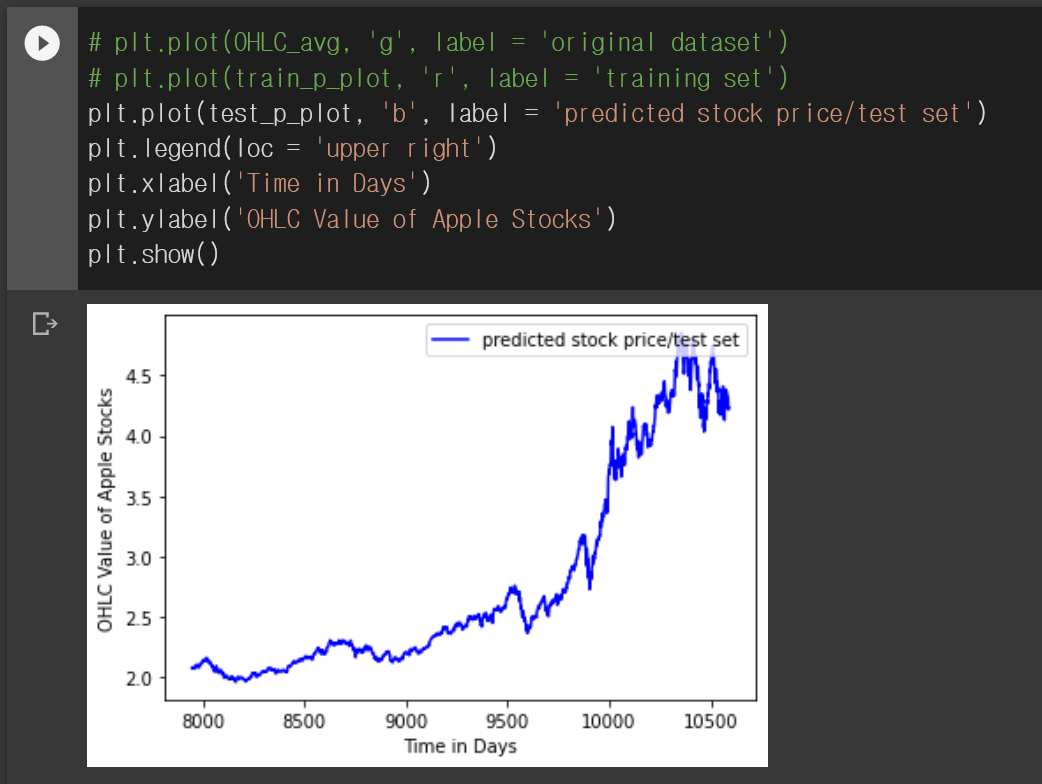 # plt.plot(OHLC_avg, 'g', label = 'original dataset')
# plt.plot(train_p_plot, 'r', label = 'training set')
plt.plot(test_p_plot, 'b', label = 'predicted stock price/test set')
plt.legend(loc = 'upper right')
plt.xlabel('Time in Days')
plt.ylabel('OHLC Value of Apple Stocks')
plt.show()
predicted stock price/test set
OHLC Value of Apple Stocks
4.5
4.0
3.5
3.0
2.5
2.0
8000 8500 9000 9500 10000 10500
Time in Days